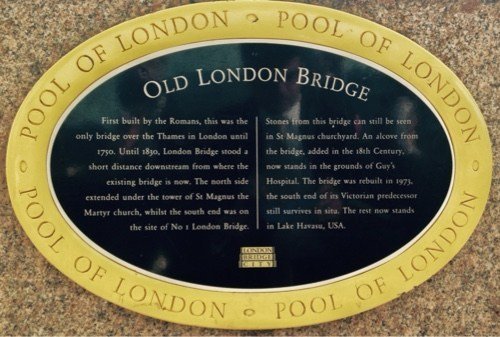 POOL OF LONDON
POOL OF LONDON
OLD LONDON BRIDGE
First built by the Romans, this was the
only bridge over the Thames in London until
1750. Until 1830, London Bridge stood a
short distance downstream from where the
existing bridge is now. The north side
extended under the tower of St Magnus the
Martyr church, whilst the south end was on
the site of No 1 London Bridge.
Stones from this bridge can still be seen
in St Magnus churchyard. An alcove from
the bridge, added in the 18th Century,
now stands in the grounds of Guy's
Hospital. The bridge was rebuilt in 1973,
the south end of its Victorian predecessor
still survives in situ. The rest now stands
in Lake Havasu, USA.
LONDON
BRIDGE
CITY
POOL OF LONDON
POOL OF LONDON